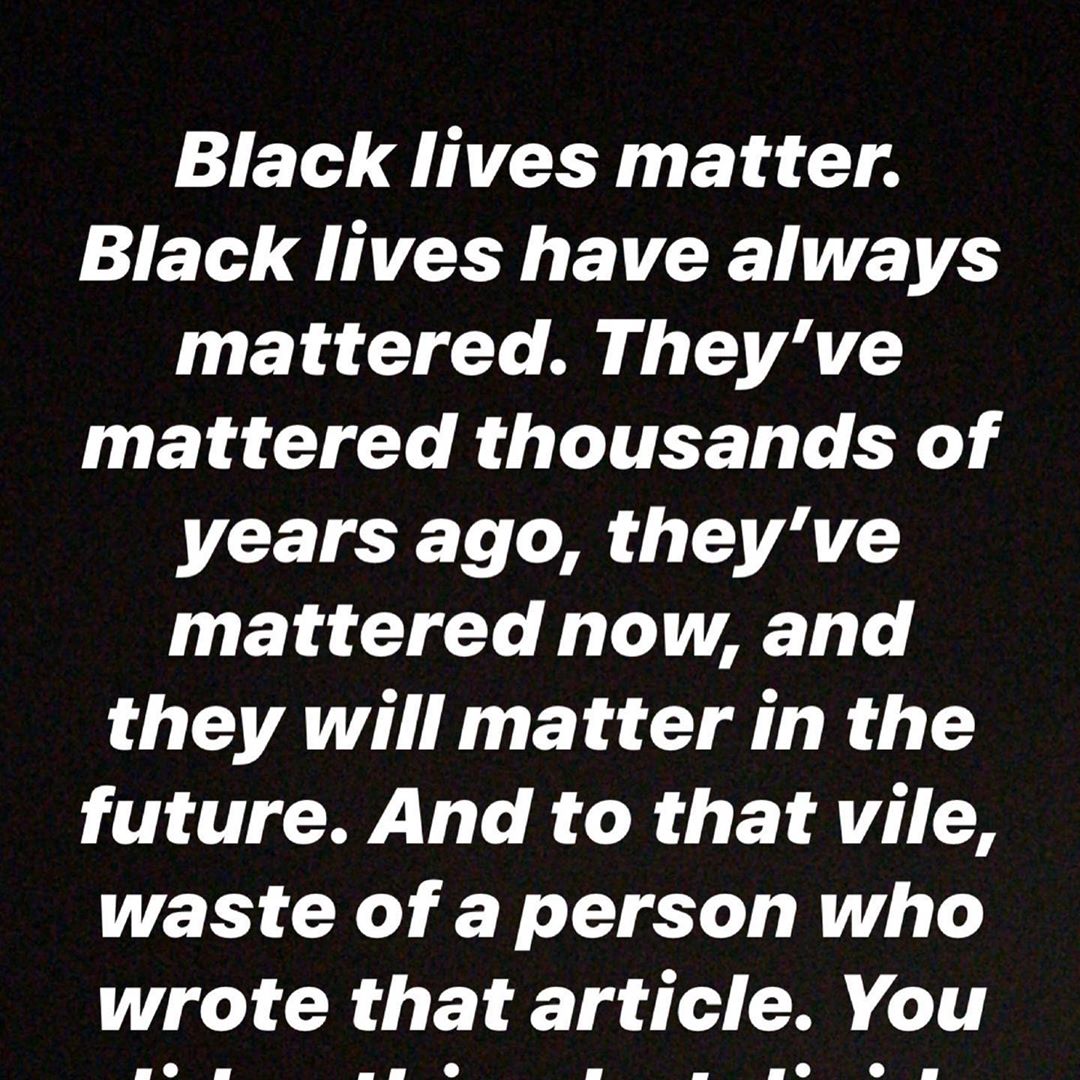 Black lives matter.
Black lives have always
mattered. They’ve
mattered thousands of
years ago, they’ve
mattered now, and
they will matter in the
future. And to that vile,
waste of a person who
wrote that article. You